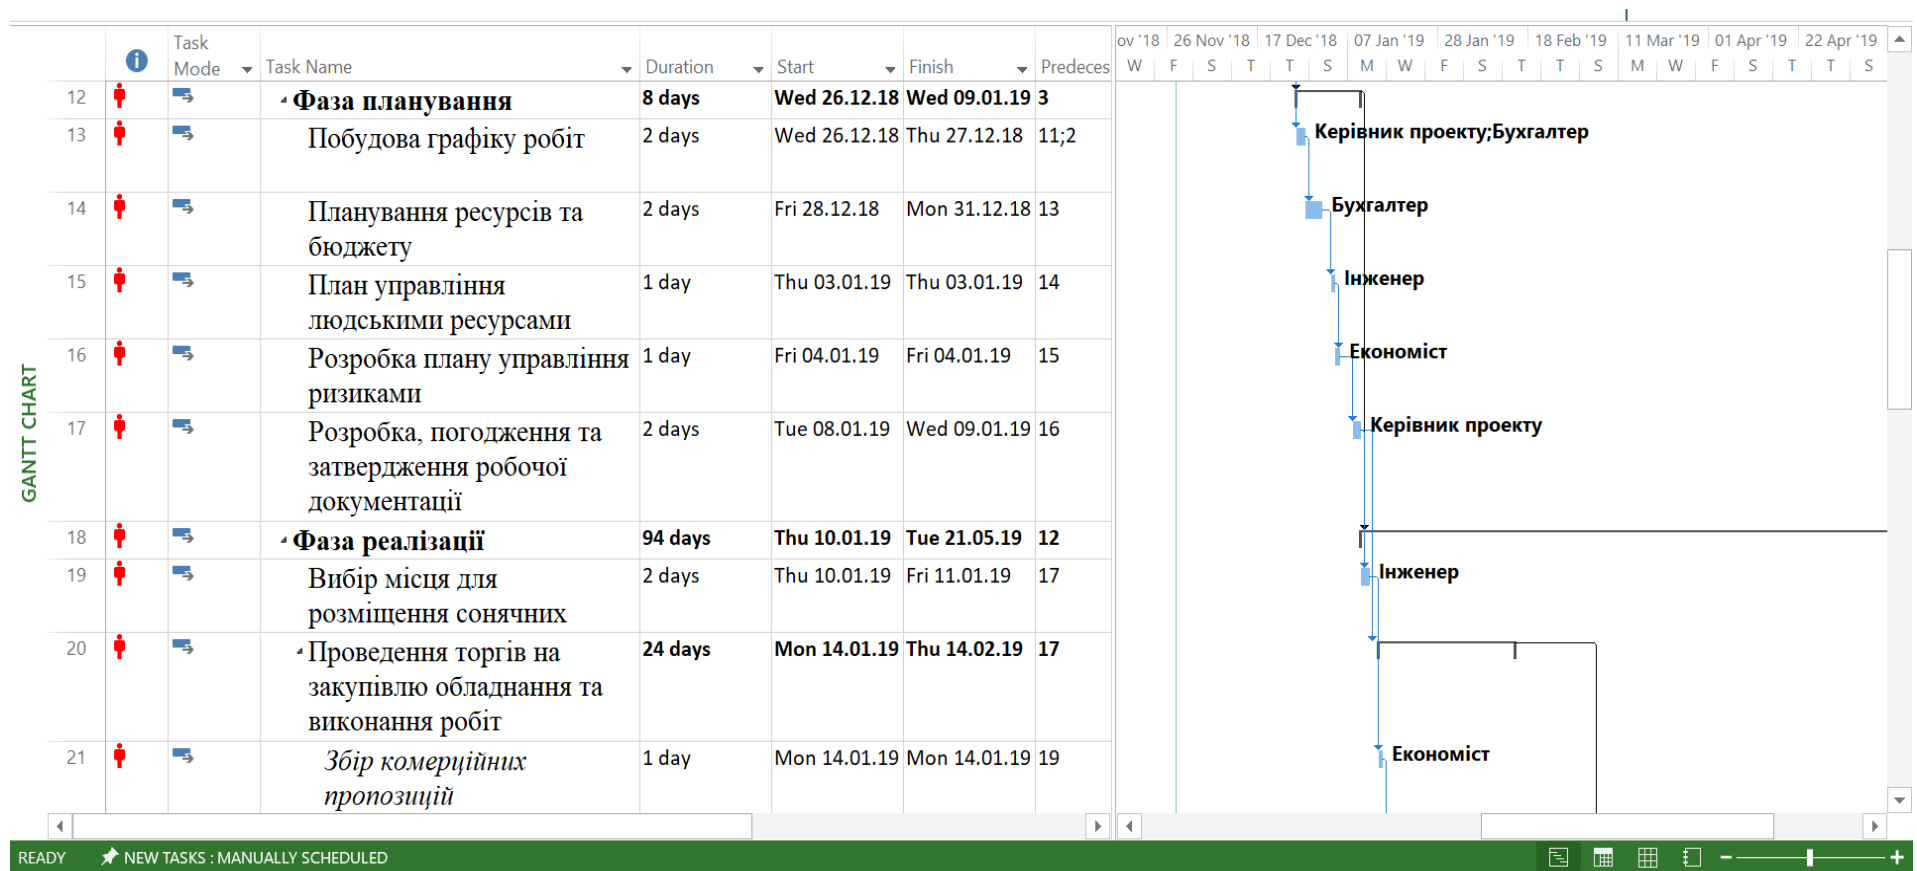 ov '18 26 Nov '18 17 Dec '18 07 Jan '19 28 Jan '19 18 Feb '19 11 Mar '19 01 Apr '19 22 Apr '19
Task Mode Task Name Duration Start Finish Predeces W F S T T S M W F S T T S M W F S T T S
12 Фаза планування 8 days Wed 26.12.18 Wed 09.01.19 3
13 Побудова графіку робіт 2 days Wed 26.12.18 Thu 27.12.18 11;2 Керівник проекту;Бухгалтер
14 Планування ресурсів та 2 days Fri 28.12.18 Mon 31.12.18 13 Бухгалтер
бюджету
15 План управління 1 day Thu 03.01.19 Thu 03.01.19 14 Інженер
людськими ресурсами
16 Розробка плану управління 1 day Fri 04.01.19 Fri 04.01.19 15 Економіст
ризиками
17 Розробка, погодження та 2 days Tue 08.01.19 Wed 09.01.19 16 Керівник проекту
затвердження робочої
документації
18 Фаза реалізації 94 days Thu 10.01.19 Tue 21.05.19 12
19 Вибір місця для 2 days Thu 10.01.19 Fri 11.01.19 17 Інженер
розміщення сонячних
20 Проведення торгів на 24 days Mon 14.01.19 Thu 14.02.19 17
закупівлю обладнання та
виконання робіт
21 Збір комерційних 1 day Mon 14.01.19 Mon 14.01.19 19 Економіст
пропозицій
GANTT CHART
READY NEW TASKS : MANUALLY SCHEDULED